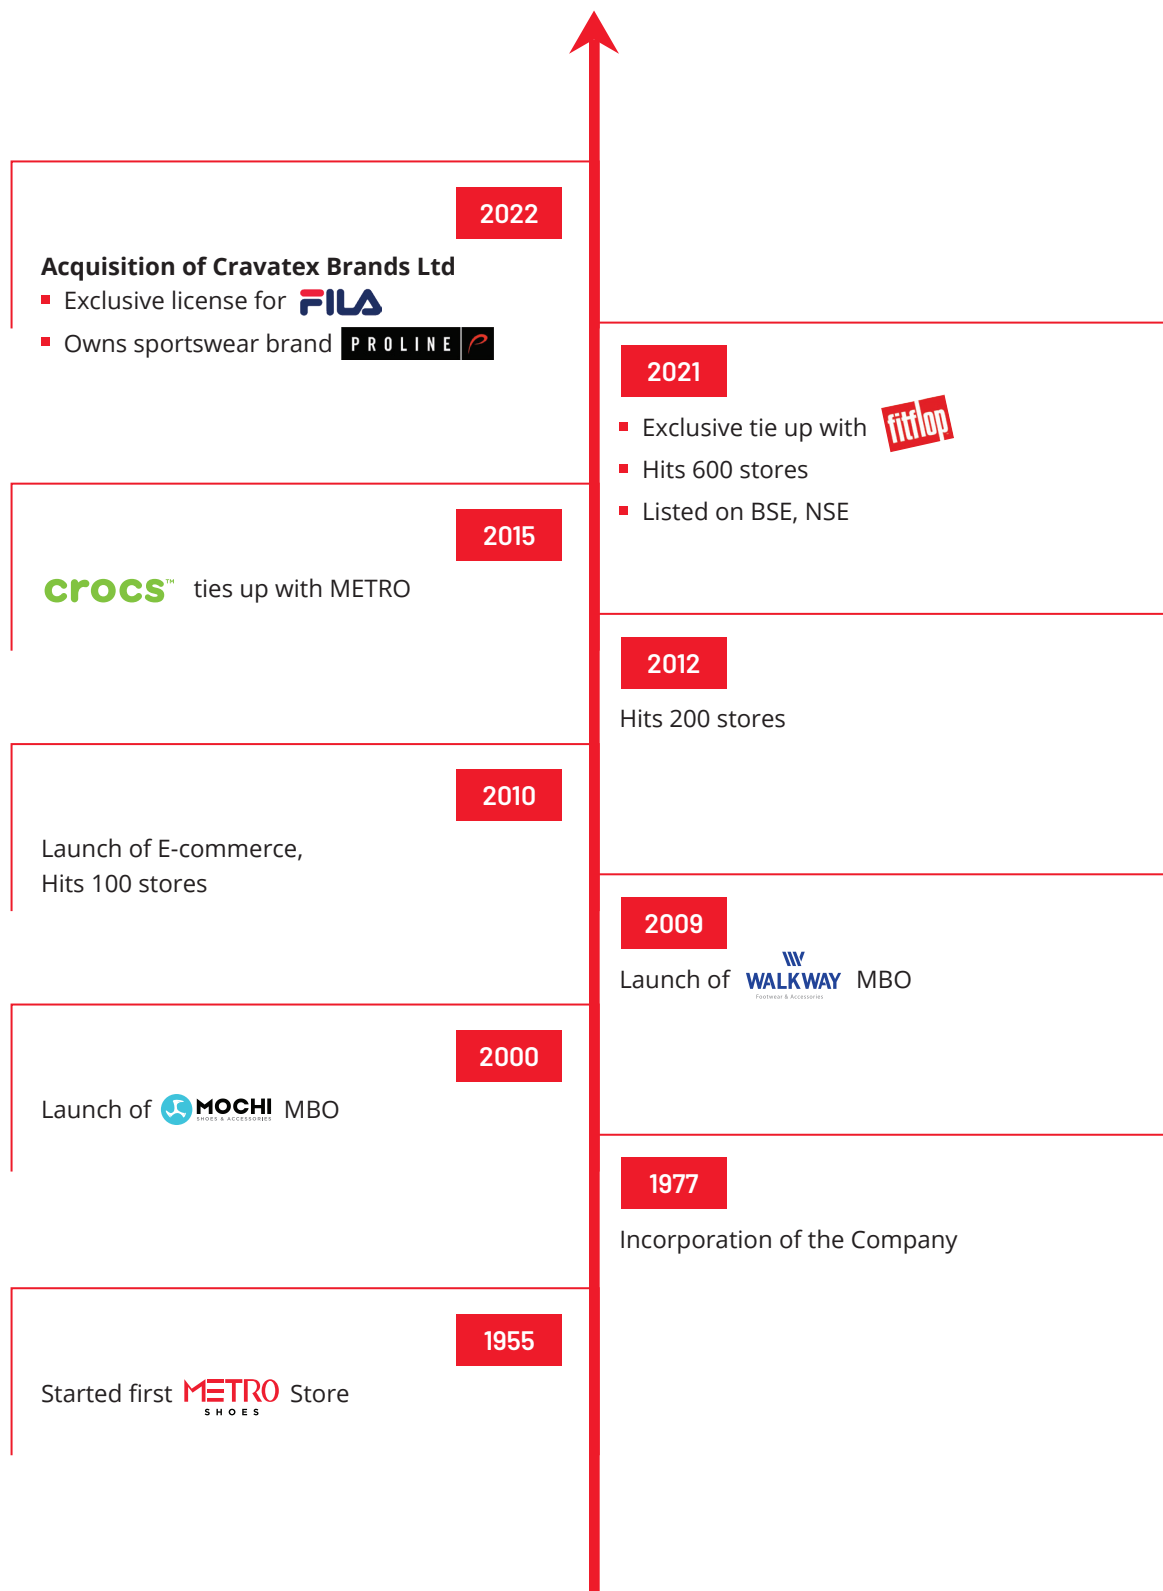 2022
Acquisition of Cravatex Brands Ltd
Exclusive license for FILA
Owns sportswear brand PROLINE
2021
Exclusive tie up with fitflop
Hits 600 stores
Listed on BSE, NSE
2015
crocs™ ties up with METRO
2012
Hits 200 stores
2010
Launch of E-commerce,
Hits 100 stores
2009
Launch of WALKWAY MBO
Footwear & Accessories
2000
Launch of MOCHI MBO
SHOES & ACCESSORIES
1977
Incorporation of the Company
1955
Started first METRO Store
SHOES